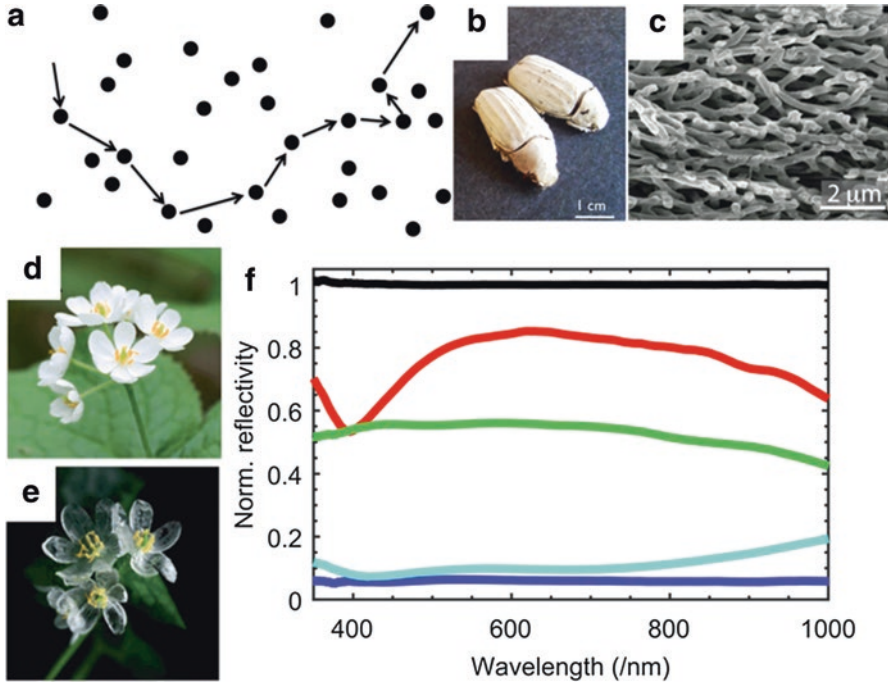 a
b
1 cm
c
2 μm
d
e
f
Norm. reflectivity
1
0.8
0.6
0.4
0.2
0
400
600
800
1000
Wavelength (/nm)